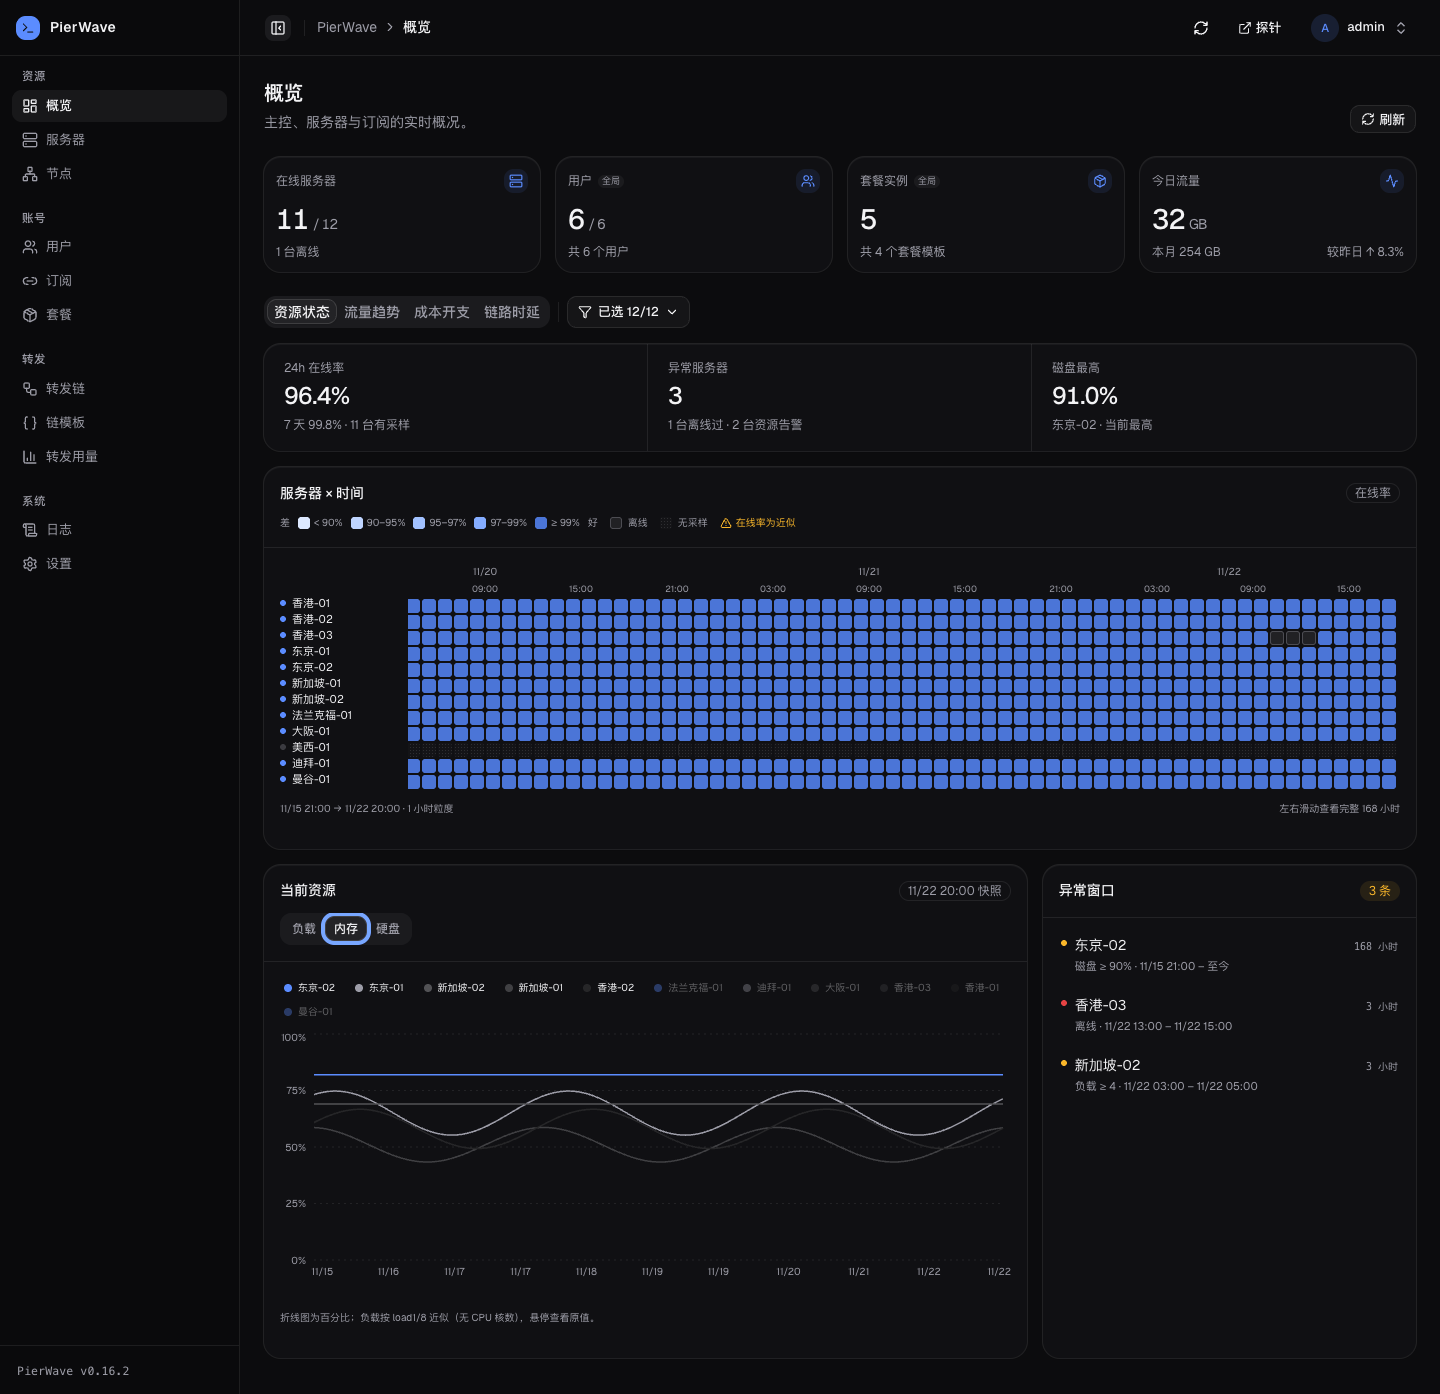 PierWave
PierWave > 概览
探针
A admin
资源
概览
服务器
节点
账号
用户
订阅
套餐
转发
转发链
链模板
转发用量
系统
日志
设置
PierWave v0.16.2
概览
主控、服务器与订阅的实时概况。
刷新
在线服务器
11 / 12
1 台离线
用户 全局
6 / 6
共 6 个用户
套餐实例 全局
5
共 4 个套餐模板
今日流量
32 GB
本月 254 GB 较昨日 ↑ 8.3%
资源状态 流量趋势 成本开支 链路时延 已选 12/12
24h 在线率
96.4%
7 天 99.8% · 11 台有采样
异常服务器
3
1 台离线过 · 2 台资源告警
磁盘最高
91.0%
东京-02 · 当前最高
服务器 × 时间 在线率
差 < 90% 90–95% 95–97% 97–99% ≥ 99% 好 离线 无采样 在线率为近似
11/20 11/21 11/22
09:00 15:00 21:00 03:00 09:00 15:00 21:00 03:00 09:00 15:00
香港-01
香港-02
香港-03
东京-01
东京-02
新加坡-01
新加坡-02
法兰克福-01
大阪-01
美西-01
迪拜-01
曼谷-01
11/15 21:00 → 11/22 20:00 · 1 小时粒度 左右滑动查看完整 168 小时
当前资源 11/22 20:00 快照
负载 内存 硬盘
东京-02 东京-01 新加坡-02 新加坡-01 香港-02 法兰克福-01 迪拜-01 大阪-01 香港-03 香港-01
曼谷-01
100%
75%
50%
25%
0%
11/15 11/16 11/17 11/17 11/18 11/19 11/19 11/20 11/21 11/22 11/22
折线图为百分比；负载按 load1/8 近似（无 CPU 核数），悬停查看原值。
异常窗口 3 条
东京-02 168 小时
磁盘 ≥ 90% · 11/15 21:00 – 至今
香港-03 3 小时
离线 · 11/22 13:00 – 11/22 15:00
新加坡-02 3 小时
负载 ≥ 4 · 11/22 03:00 – 11/22 05:00